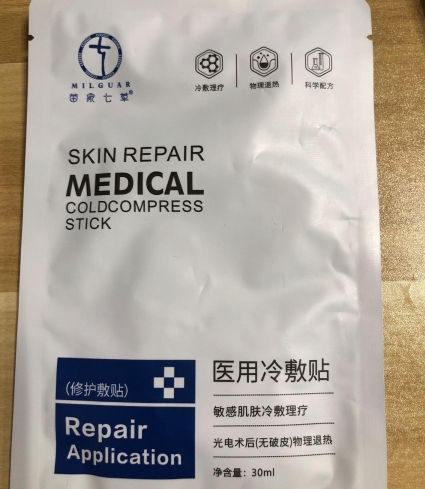 MILGUAR
苗家七草®
冷敷理疗
物理退热
科学配方
SKIN REPAIR
MEDICAL
COLDCOMPRESS
STICK
(修护敷贴)
Repair
Application
医用冷敷贴
敏感肌肤冷敷理疗
光电术后(无破皮)物理退热
净含量：30ml